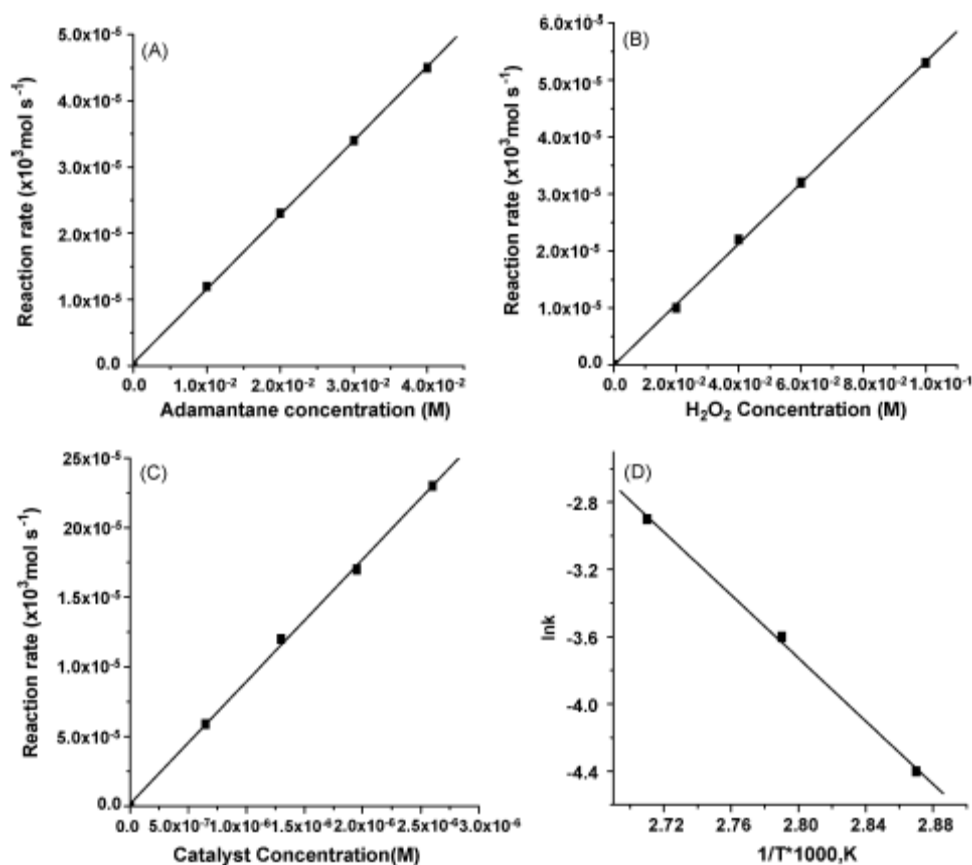 (A)
5.0x10⁻⁵
4.0x10⁻⁵
3.0x10⁻⁵
2.0x10⁻⁵
1.0x10⁻⁵
0.0
Reaction rate (x10³mol s⁻¹)
0.0 1.0x10⁻² 2.0x10⁻² 3.0x10⁻² 4.0x10⁻²
Adamantane concentration (M)
(B)
6.0x10⁻⁵
5.0x10⁻⁵
4.0x10⁻⁵
3.0x10⁻⁵
2.0x10⁻⁵
1.0x10⁻⁵
0.0
Reaction rate (x10³mol s⁻¹)
0.0 2.0x10⁻² 4.0x10⁻² 6.0x10⁻² 8.0x10⁻² 1.0x10⁻¹
H₂O₂ Concentration (M)
(C)
25x10⁻⁵
20x10⁻⁵
1.5x10⁻⁵
1.0x10⁻⁵
5.0x10⁻⁵
0.0
Reaction rate (x10³mol s⁻¹)
0.0 5.0x10⁻⁷ 1.0x10⁻⁶ 1.5x10⁻⁶ 2.0x10⁻⁶ 2.5x10⁻⁶ 3.0x10⁻⁶
Catalyst Concentration(M)
(D)
-2.8
-3.2
-3.6
-4.0
-4.4
lnk
2.72 2.76 2.80 2.84 2.88
1/T*1000,K